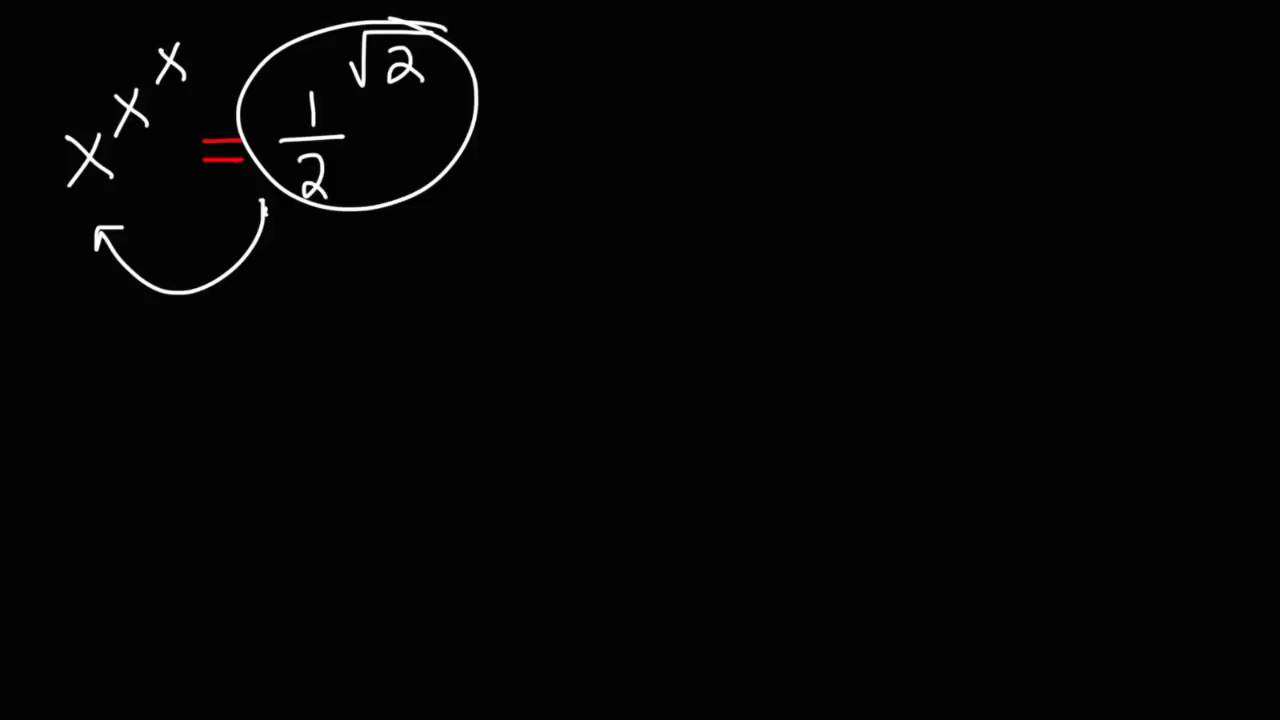 x^x^x = 1/2^√2